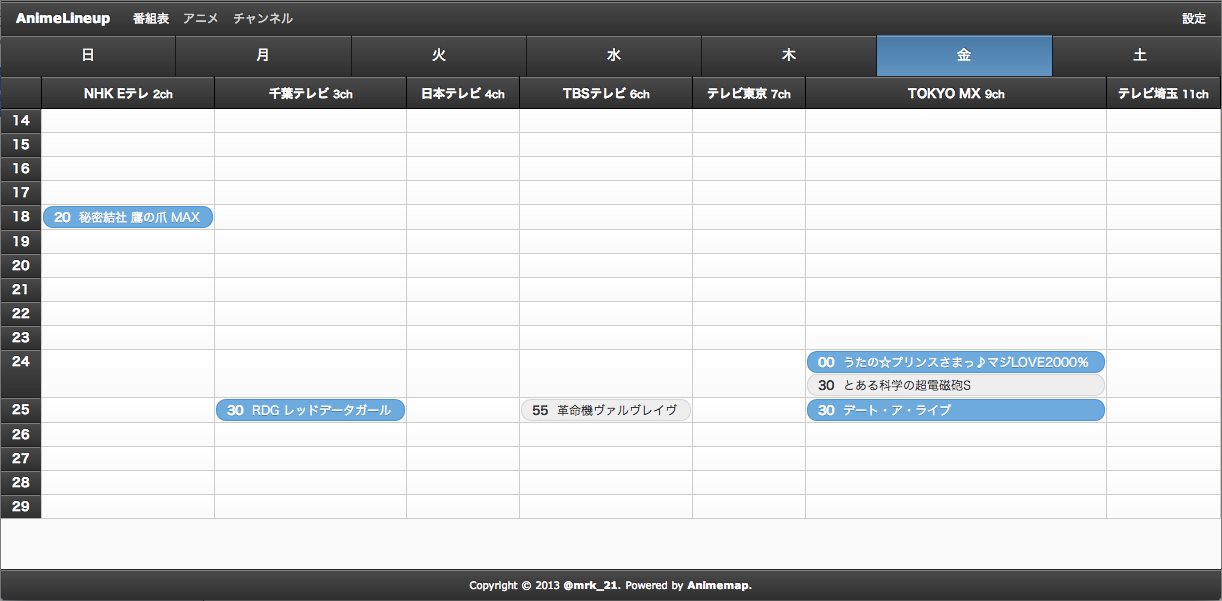 AnimeLineup 番組表 アニメ チャンネル 設定
日 月 火 水 木 金 土
NHK Eテレ 2ch 千葉テレビ 3ch 日本テレビ 4ch TBSテレビ 6ch テレビ東京 7ch TOKYO MX 9ch テレビ埼玉 11ch
14
15
16
17
18 20 秘密結社 鷹の爪 MAX
19
20
21
22
23
24 00 うたの☆プリンスさまっ♪マジLOVE2000%
30 とある科学の超電磁砲S
25 30 RDG レッドデータガール 55 革命機ヴァルヴレイヴ 30 デート・ア・ライブ
26
27
28
29
Copyright © 2013 @mrk_21. Powered by Animemap.